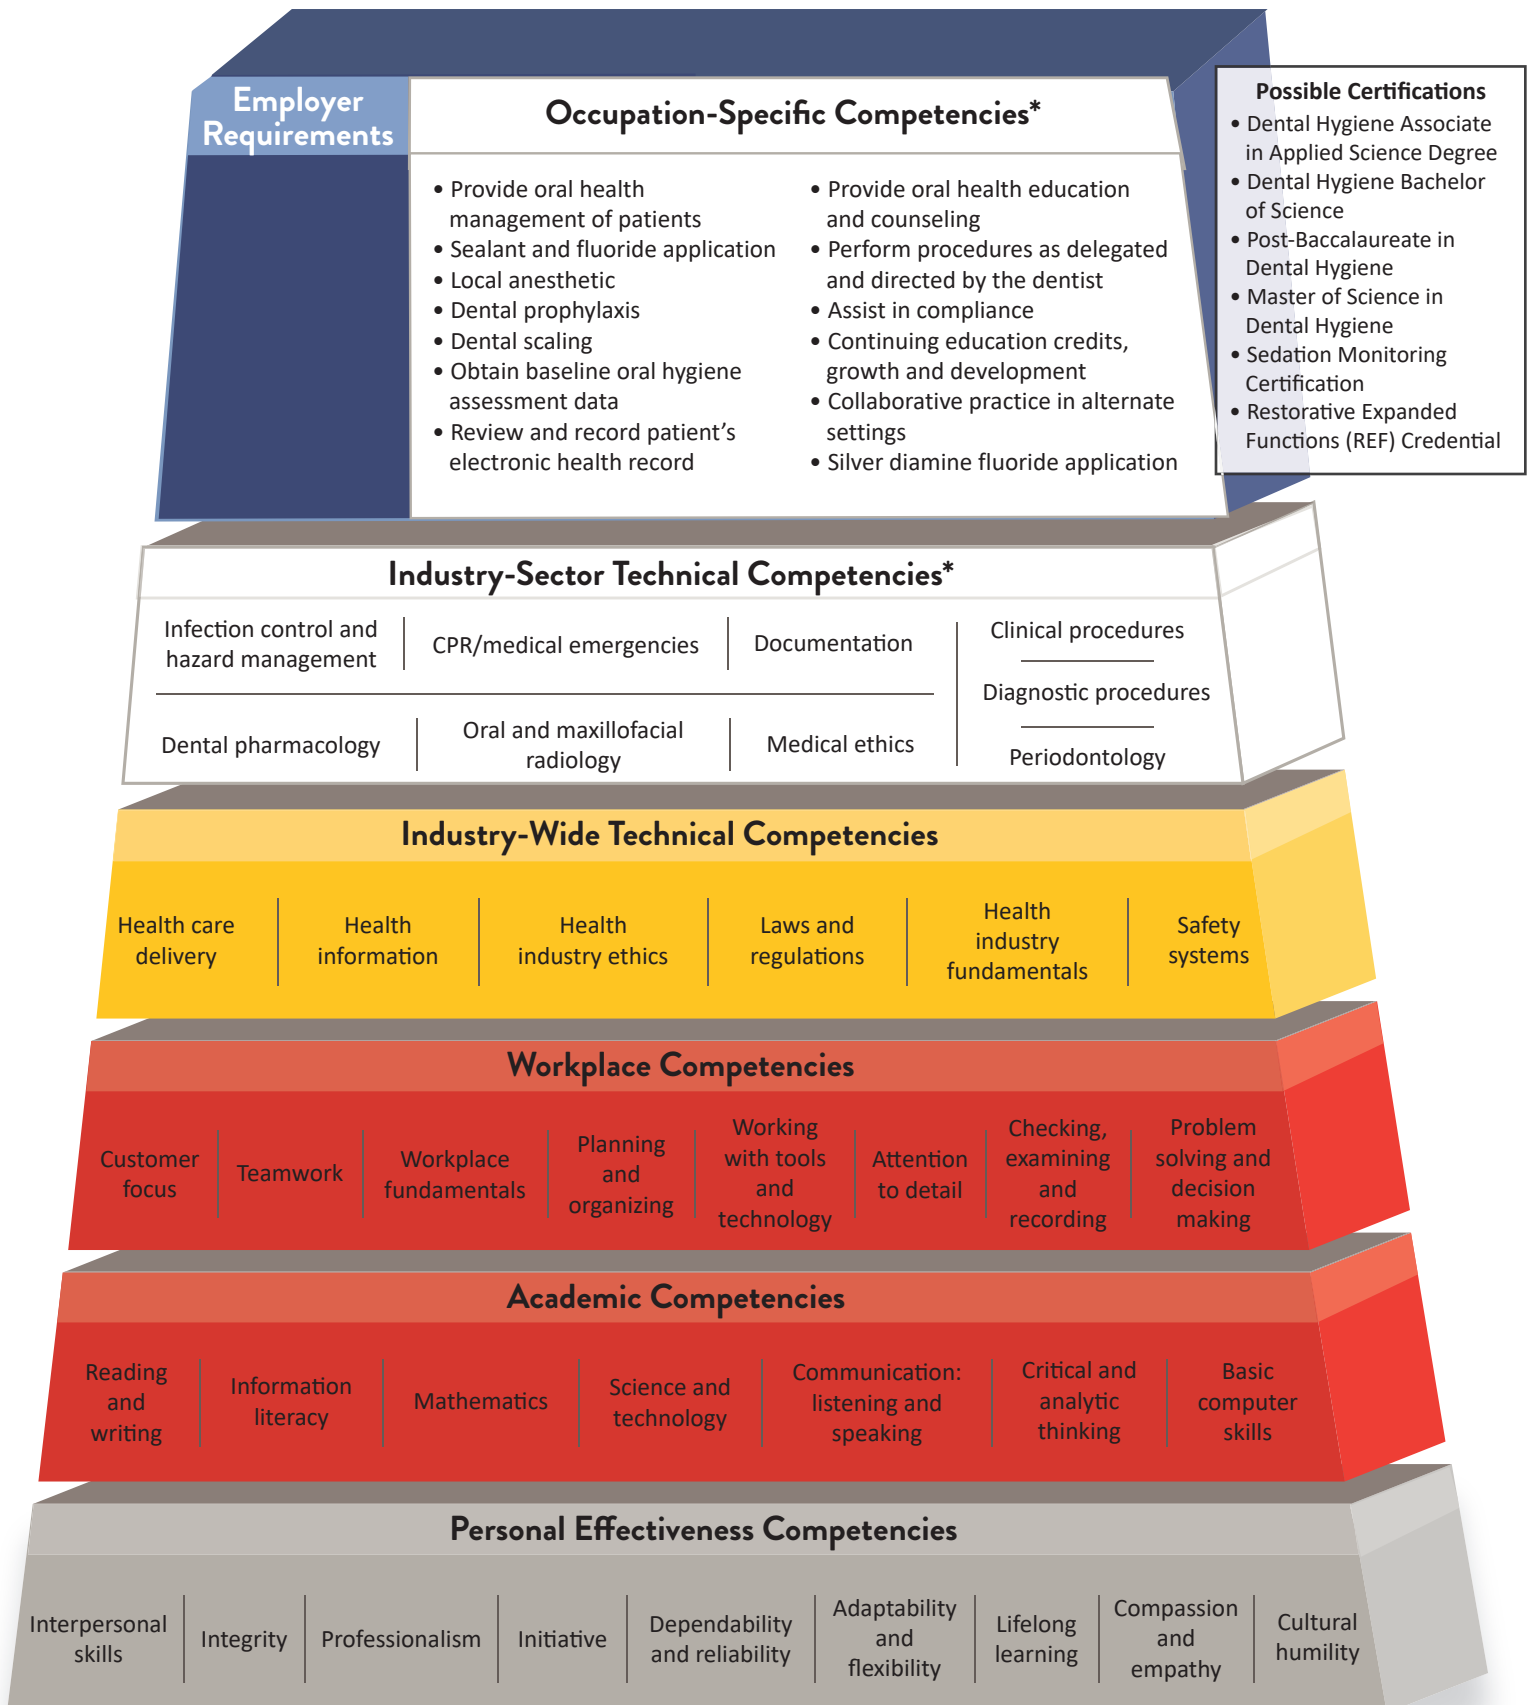 Employer
Requirements
Occupation-Specific Competencies*
• Provide oral health
management of patients
• Sealant and fluoride application
• Local anesthetic
• Dental prophylaxis
• Dental scaling
• Obtain baseline oral hygiene
assessment data
• Review and record patient’s
electronic health record
• Provide oral health education
and counseling
• Perform procedures as delegated
and directed by the dentist
• Assist in compliance
• Continuing education credits,
growth and development
• Collaborative practice in alternate
settings
• Silver diamine fluoride application
Possible Certifications
• Dental Hygiene Associate
in Applied Science Degree
• Dental Hygiene Bachelor
of Science
• Post-Baccalaureate in
Dental Hygiene
• Master of Science in
Dental Hygiene
• Sedation Monitoring
Certification
• Restorative Expanded
Functions (REF) Credential
Industry-Sector Technical Competencies*
Infection control and
hazard management
CPR/medical emergencies
Documentation
Dental pharmacology
Oral and maxillofacial
radiology
Medical ethics
Clinical procedures
Diagnostic procedures
Periodontology
Industry-Wide Technical Competencies
Health care
delivery
Health
information
Health
industry ethics
Laws and
regulations
Health
industry
fundamentals
Safety
systems
Workplace Competencies
Customer
focus
Teamwork
Workplace
fundamentals
Planning
and
organizing
Working
with tools
and
technology
Attention
to detail
Checking,
examining
and
recording
Problem
solving and
decision
making
Academic Competencies
Reading
and
writing
Information
literacy
Mathematics
Science and
technology
Communication:
listening and
speaking
Critical and
analytic
thinking
Basic
computer
skills
Personal Effectiveness Competencies
Interpersonal
skills
Integrity
Professionalism
Initiative
Dependability
and reliability
Adaptability
and
flexibility
Lifelong
learning
Compassion
and
empathy
Cultural
humility